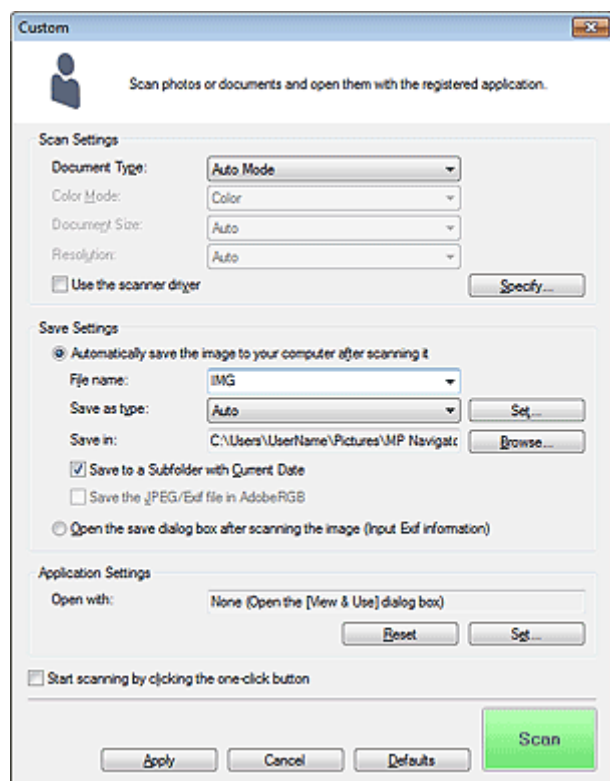 Custom
Scan photos or documents and open them with the registered application.
Scan Settings
Document Type: Auto Mode
Color Mode: Color
Document Size: Auto
Resolution: Auto
Use the scanner driver Specify...
Save Settings
Automatically save the image to your computer after scanning it
File name: IMG
Save as type: Auto Set...
Save in: C:\Users\UserName\Pictures\MP Navigato Browse...
Save to a Subfolder with Current Date
Save the JPEG/Exif file in AdobeRGB
Open the save dialog box after scanning the image (Input Exif information)
Application Settings
Open with: None (Open the [View & Use] dialog box)
Reset Set...
Start scanning by clicking the one-click button
Apply Cancel Defaults Scan